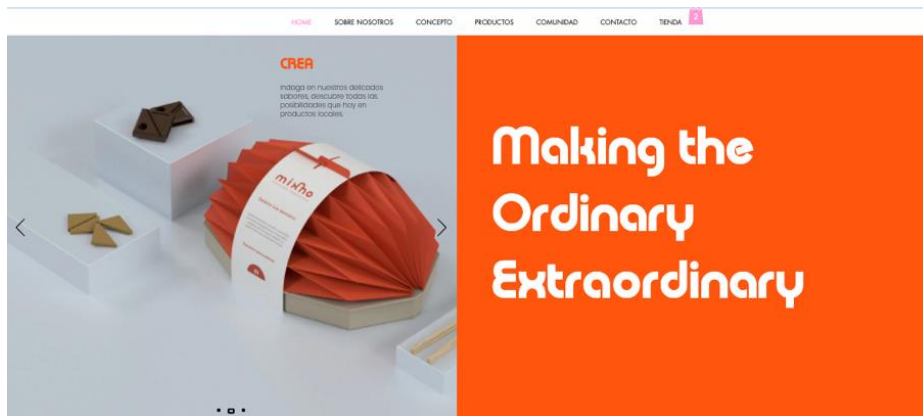 HOME SOBRE NOSOTROS CONCEPTO PRODUCTOS COMUNIDAD CONTACTO TIENDA 2
CREA
Indaga en nuestros delicados
sabores, descubre todas las
posibilidades que hay en
productos locales.
mixho
Making the
Ordinary
Extraordinary